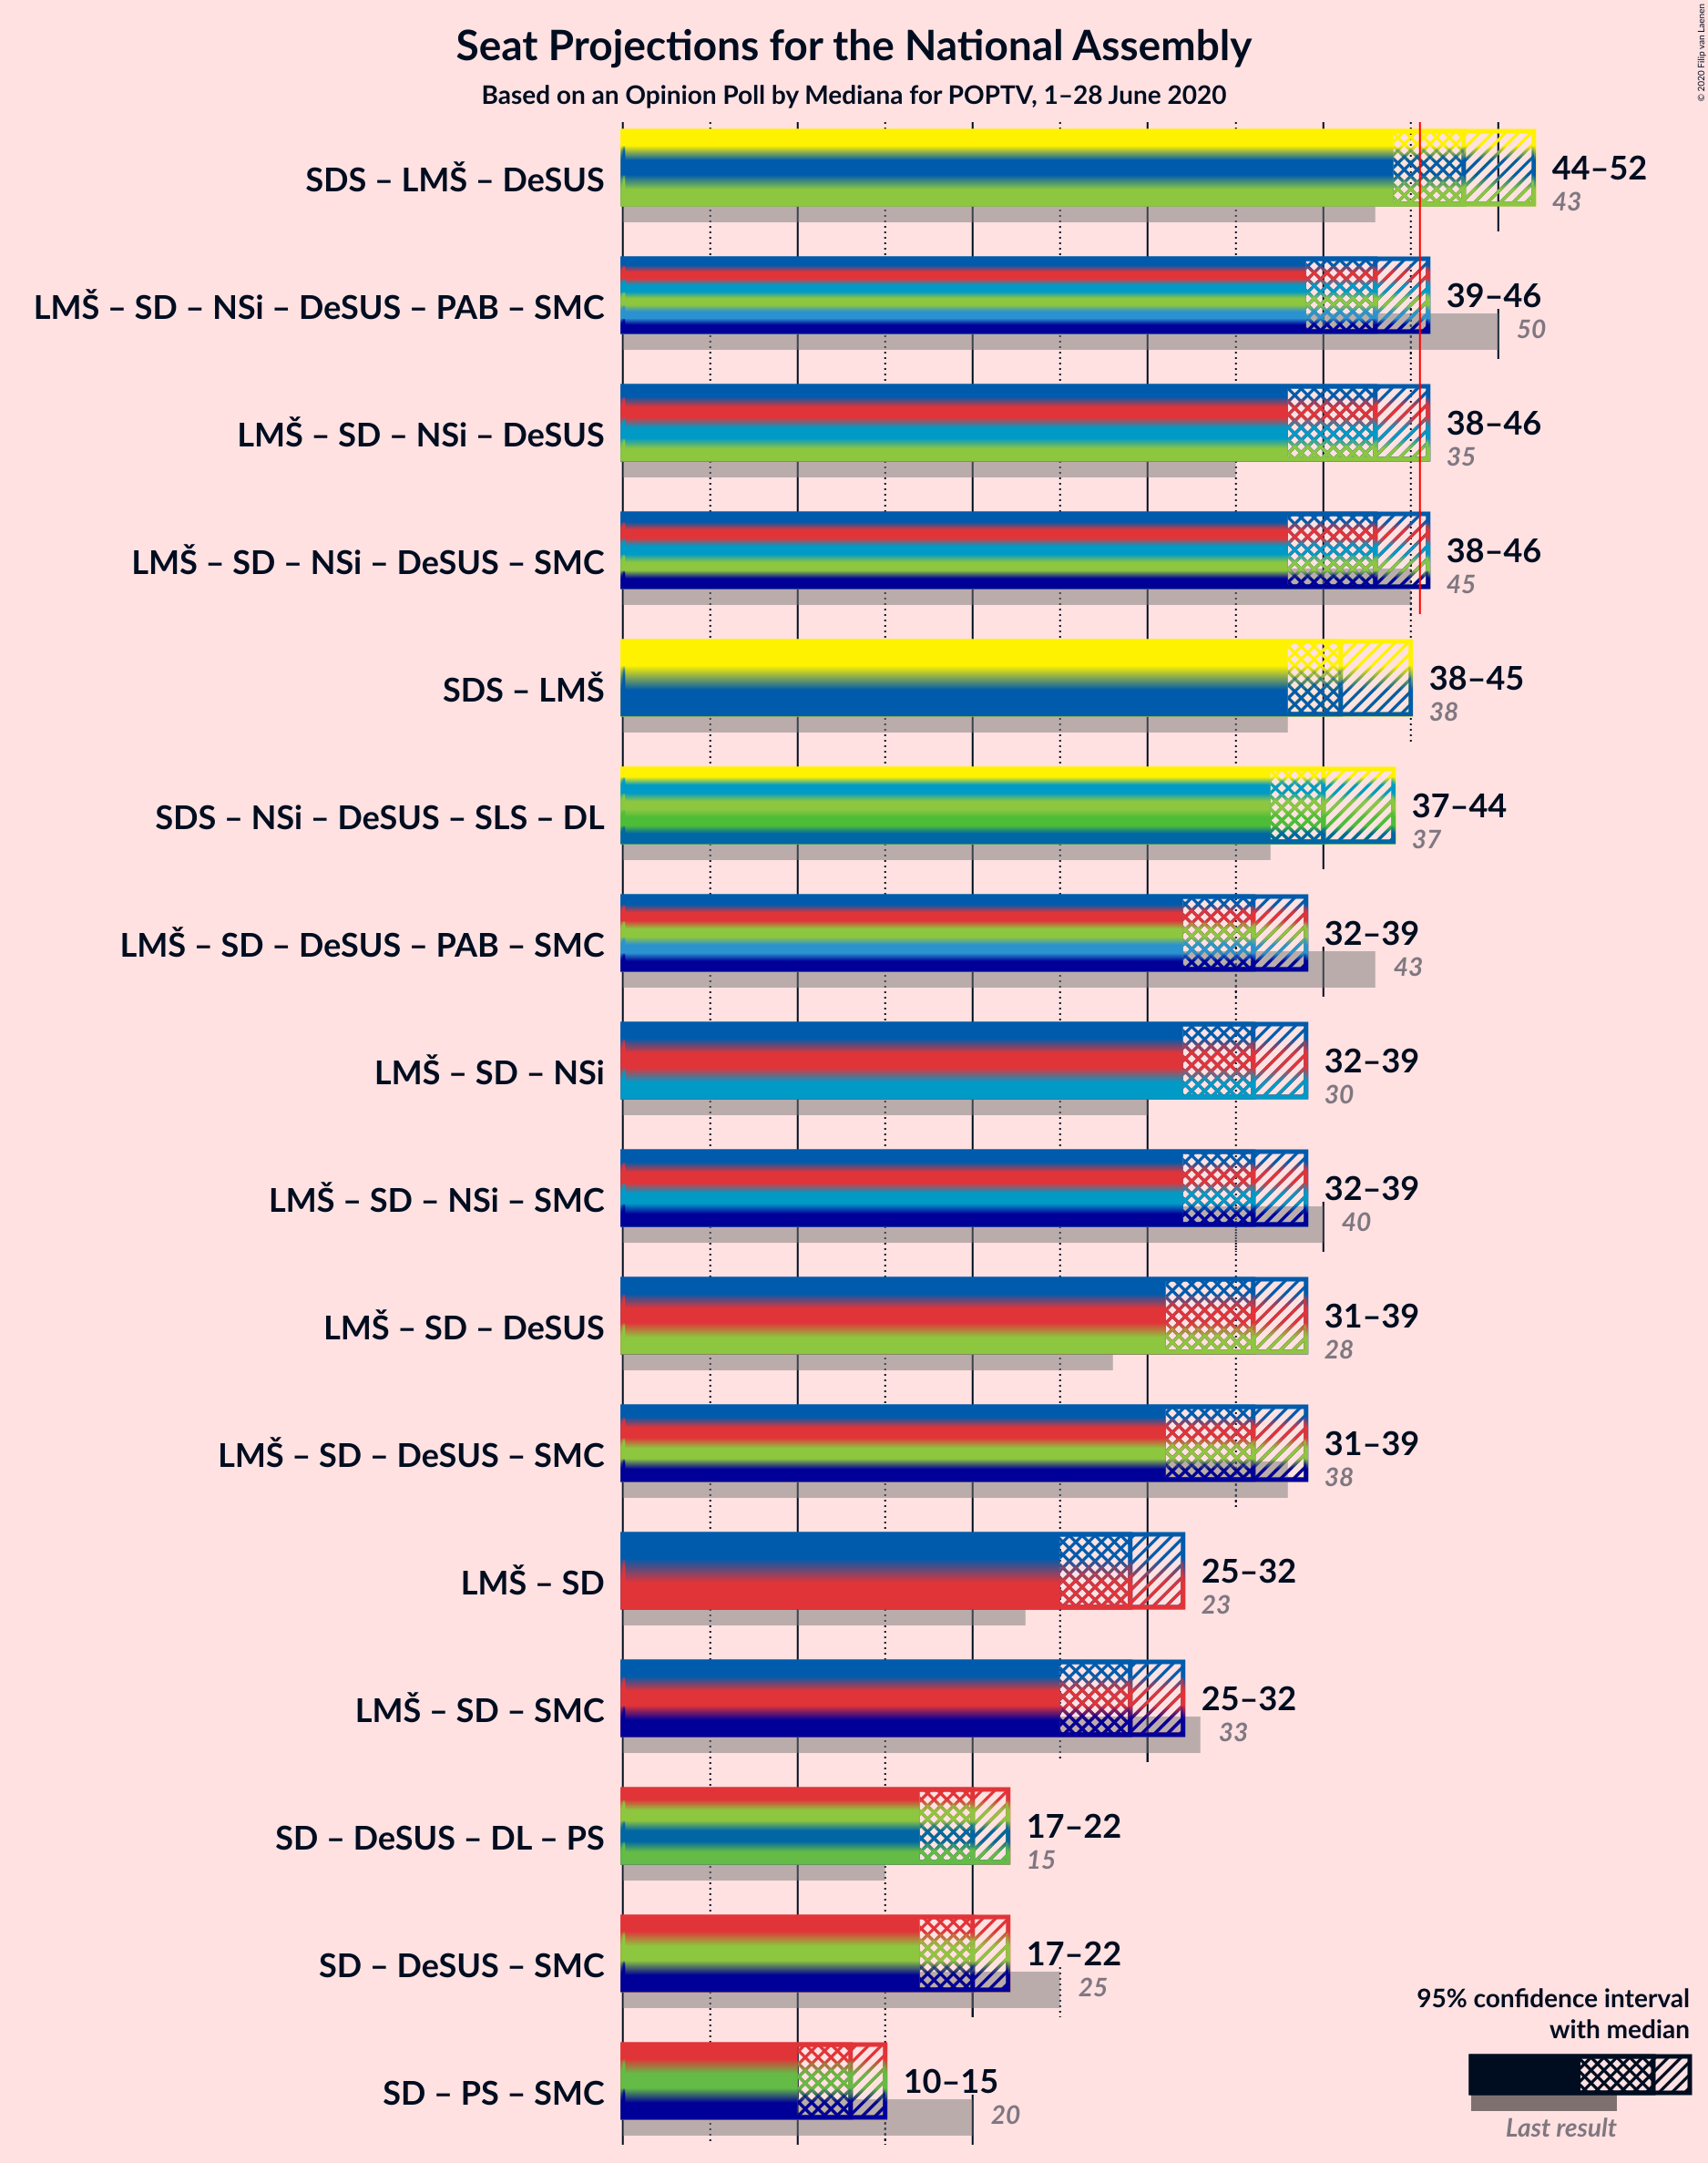 Seat Projections for the National Assembly
Based on an Opinion Poll by Mediana for POPTV, 1–28 June 2020
© 2020 Filip van Laenen
SDS – LMŠ – DeSUS
44–52
43
LMŠ – SD – NSi – DeSUS – PAB – SMC
39–46
50
LMŠ – SD – NSi – DeSUS
38–46
35
LMŠ – SD – NSi – DeSUS – SMC
38–46
45
SDS – LMŠ
38–45
38
SDS – NSi – DeSUS – SLS – DL
37–44
37
LMŠ – SD – DeSUS – PAB – SMC
32–39
43
LMŠ – SD – NSi
32–39
30
LMŠ – SD – NSi – SMC
32–39
40
LMŠ – SD – DeSUS
31–39
28
LMŠ – SD – DeSUS – SMC
31–39
38
LMŠ – SD
25–32
23
LMŠ – SD – SMC
25–32
33
SD – DeSUS – DL – PS
17–22
15
SD – DeSUS – SMC
17–22
25
SD – PS – SMC
10–15
20
95% confidence interval
with median
Last result